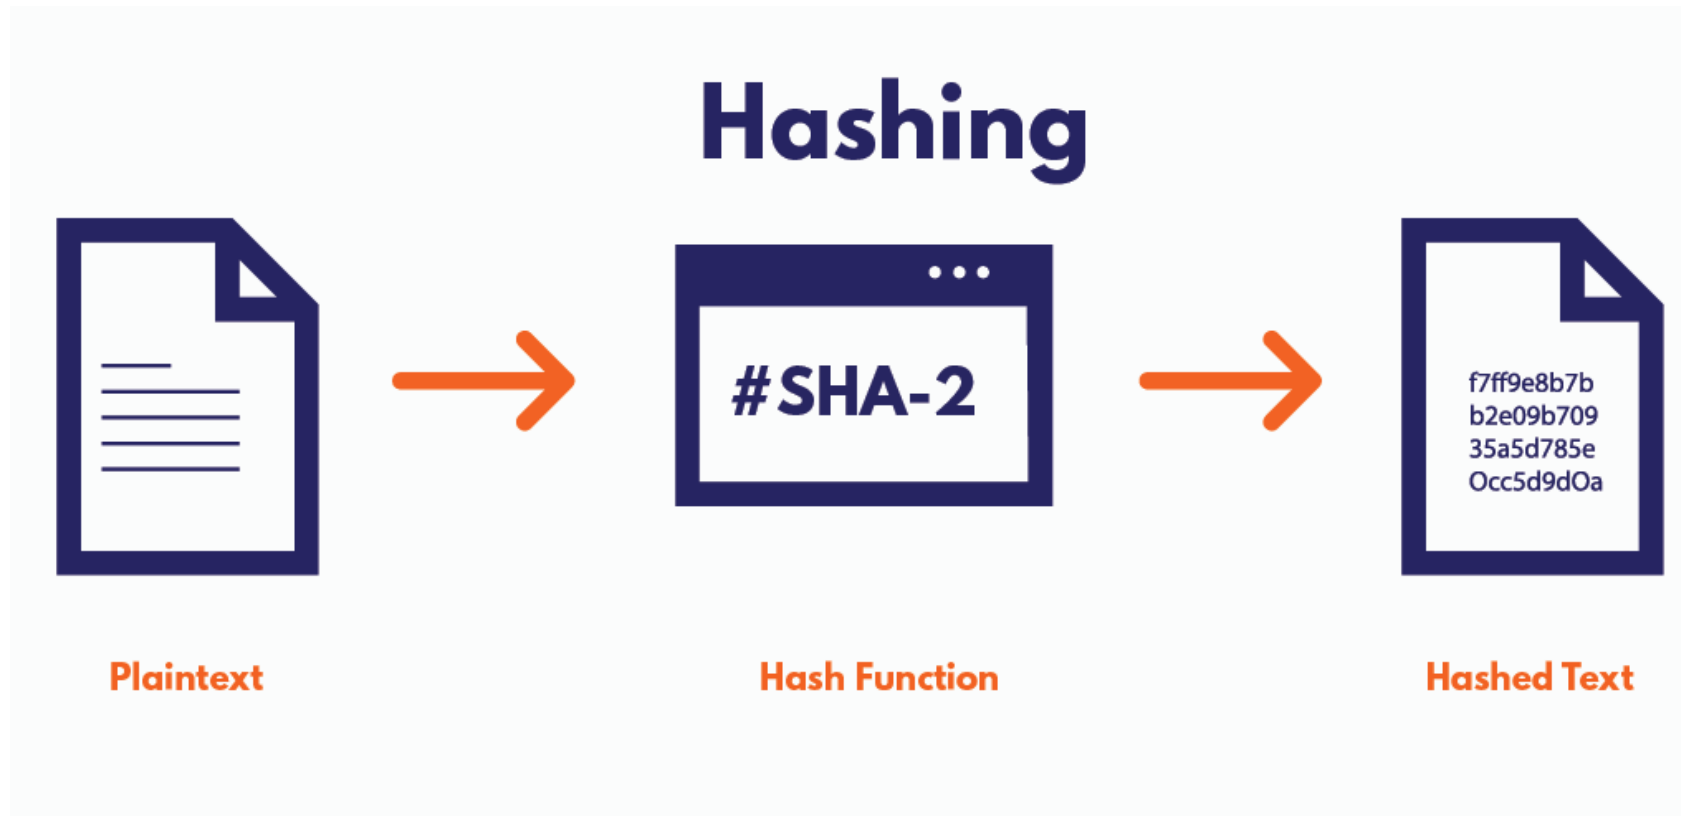 Hashing
#SHA-2
f7ff9e8b7b
b2e09b709
35a5d785e
Occ5d9dOa
Plaintext
Hash Function
Hashed Text